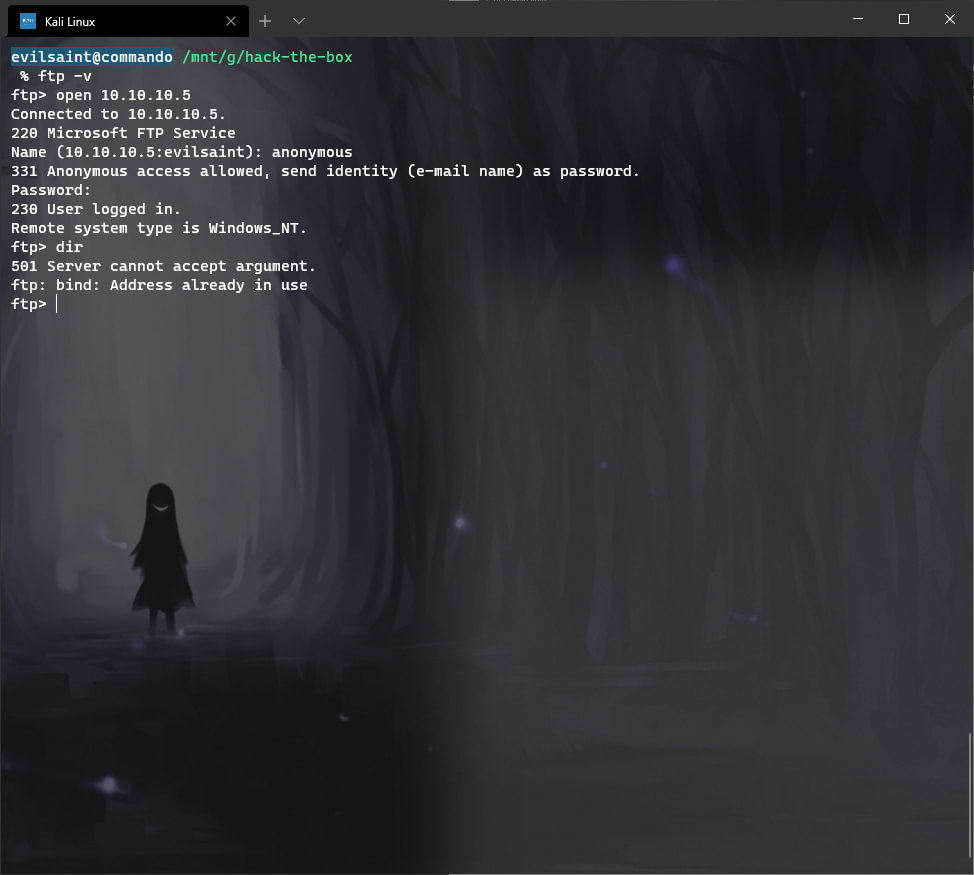 Kali Linux
evilsaint@commando /mnt/g/hack-the-box
% ftp -v
ftp> open 10.10.10.5
Connected to 10.10.10.5.
220 Microsoft FTP Service
Name (10.10.10.5:evilsaint): anonymous
331 Anonymous access allowed, send identity (e-mail name) as password.
Password:
230 User logged in.
Remote system type is Windows_NT.
ftp> dir
501 Server cannot accept argument.
ftp: bind: Address already in use
ftp>